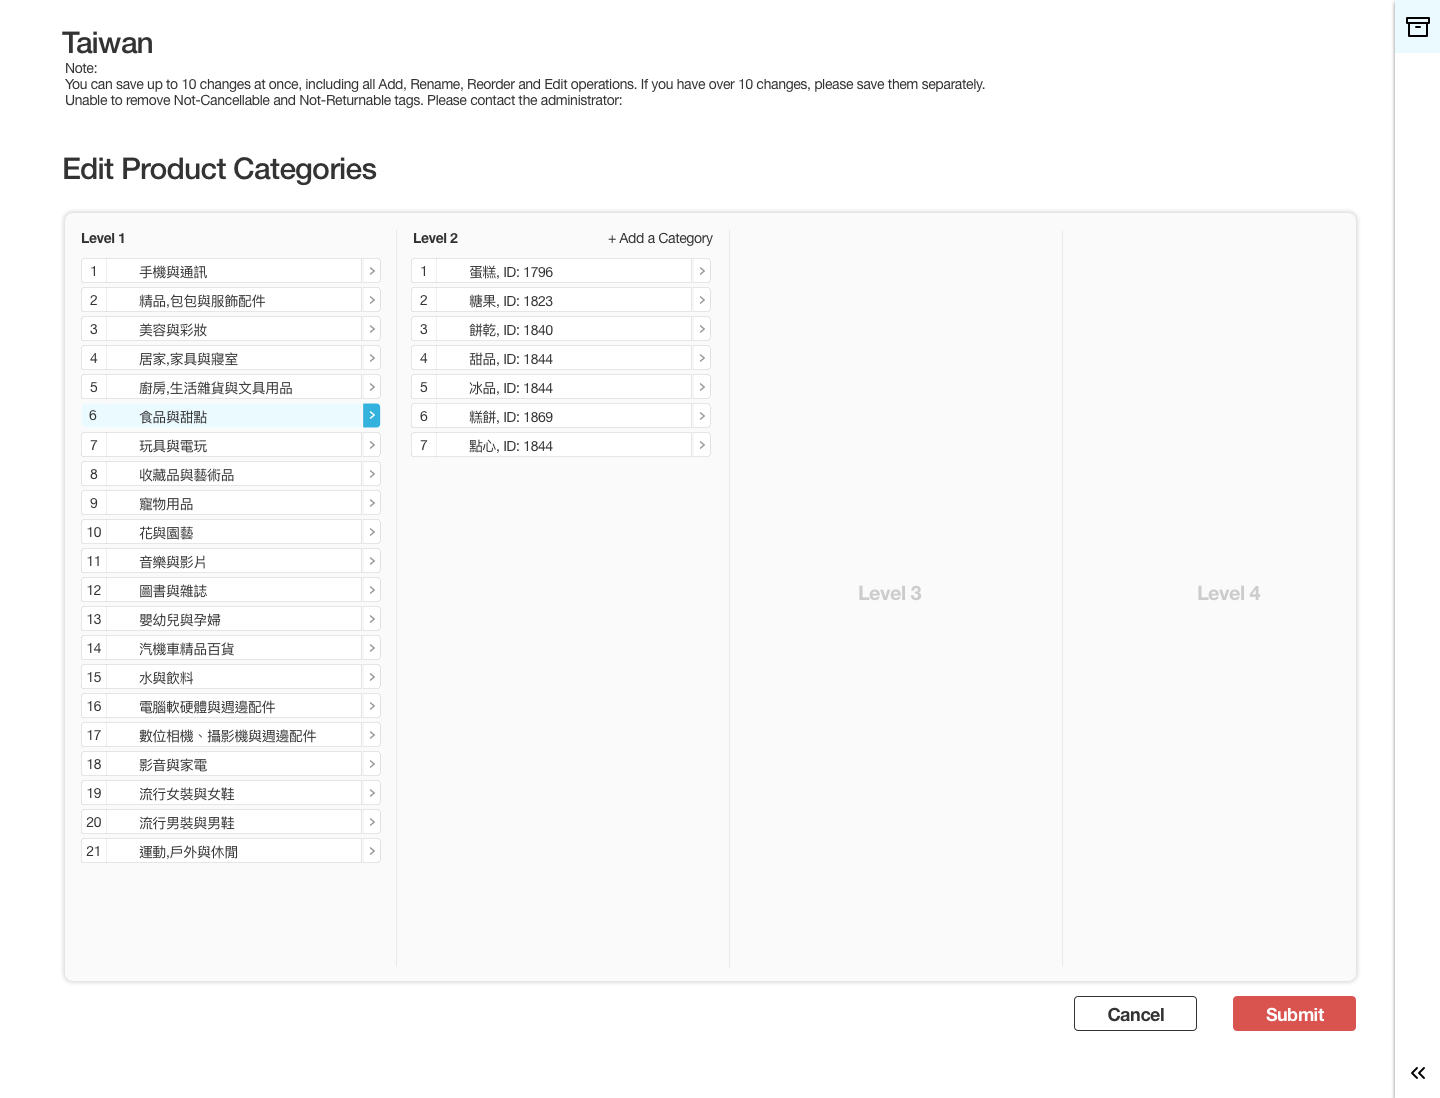 Taiwan
Note:
You can save up to 10 changes at once, including all Add, Rename, Reorder and Edit operations. If you have over 10 changes, please save them separately.
Unable to remove Not-Cancellable and Not-Returnable tags. Please contact the administrator:
Edit Product Categories
Level 1
1 手機與通訊
2 精品,包包與服飾配件
3 美容與彩妝
4 居家,家具與寢室
5 廚房,生活雜貨與文具用品
6 食品與甜點
7 玩具與電玩
8 收藏品與藝術品
9 寵物用品
10 花與園藝
11 音樂與影片
12 圖書與雜誌
13 嬰幼兒與孕婦
14 汽機車精品百貨
15 水與飲料
16 電腦軟硬體與週邊配件
17 數位相機、攝影機與週邊配件
18 影音與家電
19 流行女裝與女鞋
20 流行男裝與男鞋
21 運動,戶外與休閒
Level 2 + Add a Category
1 蛋糕, ID: 1796
2 糖果, ID: 1823
3 餅乾, ID: 1840
4 甜品, ID: 1844
5 冰品, ID: 1844
6 糕餅, ID: 1869
7 點心, ID: 1844
Level 3
Level 4
Cancel
Submit